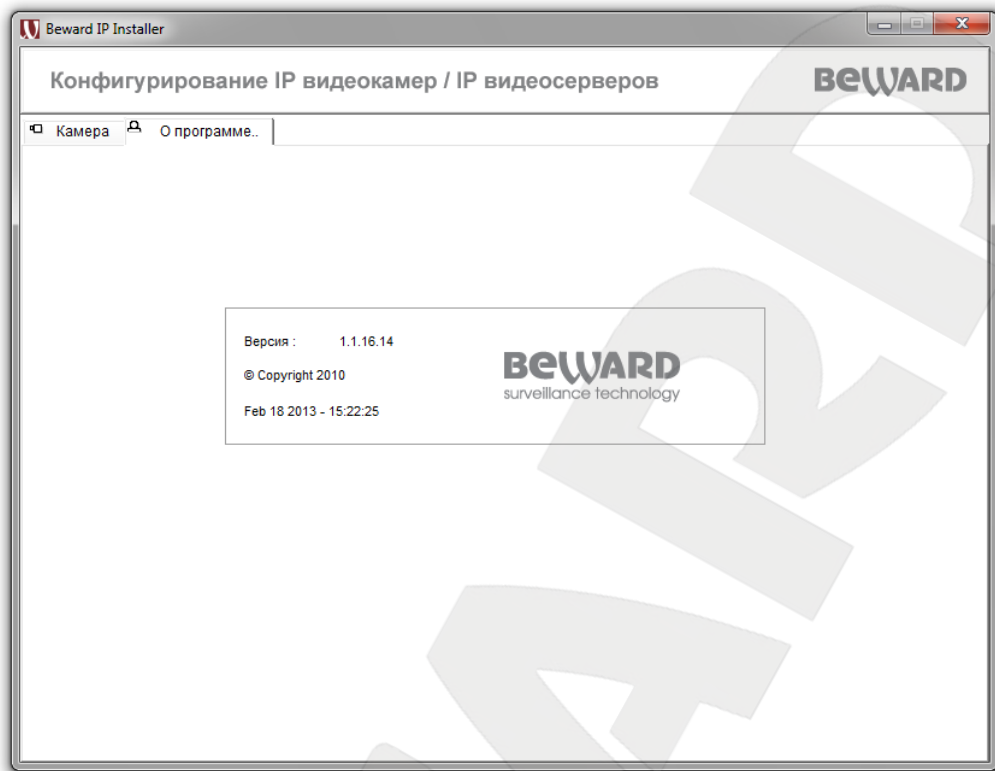 Beward IP Installer
Конфигурирование IP видеокамер / IP видеосерверов
BEWARD
Камера
О программе..
Версия : 1.1.16.14
© Copyright 2010
Feb 18 2013 - 15:22:25
BEWARD
surveillance technology